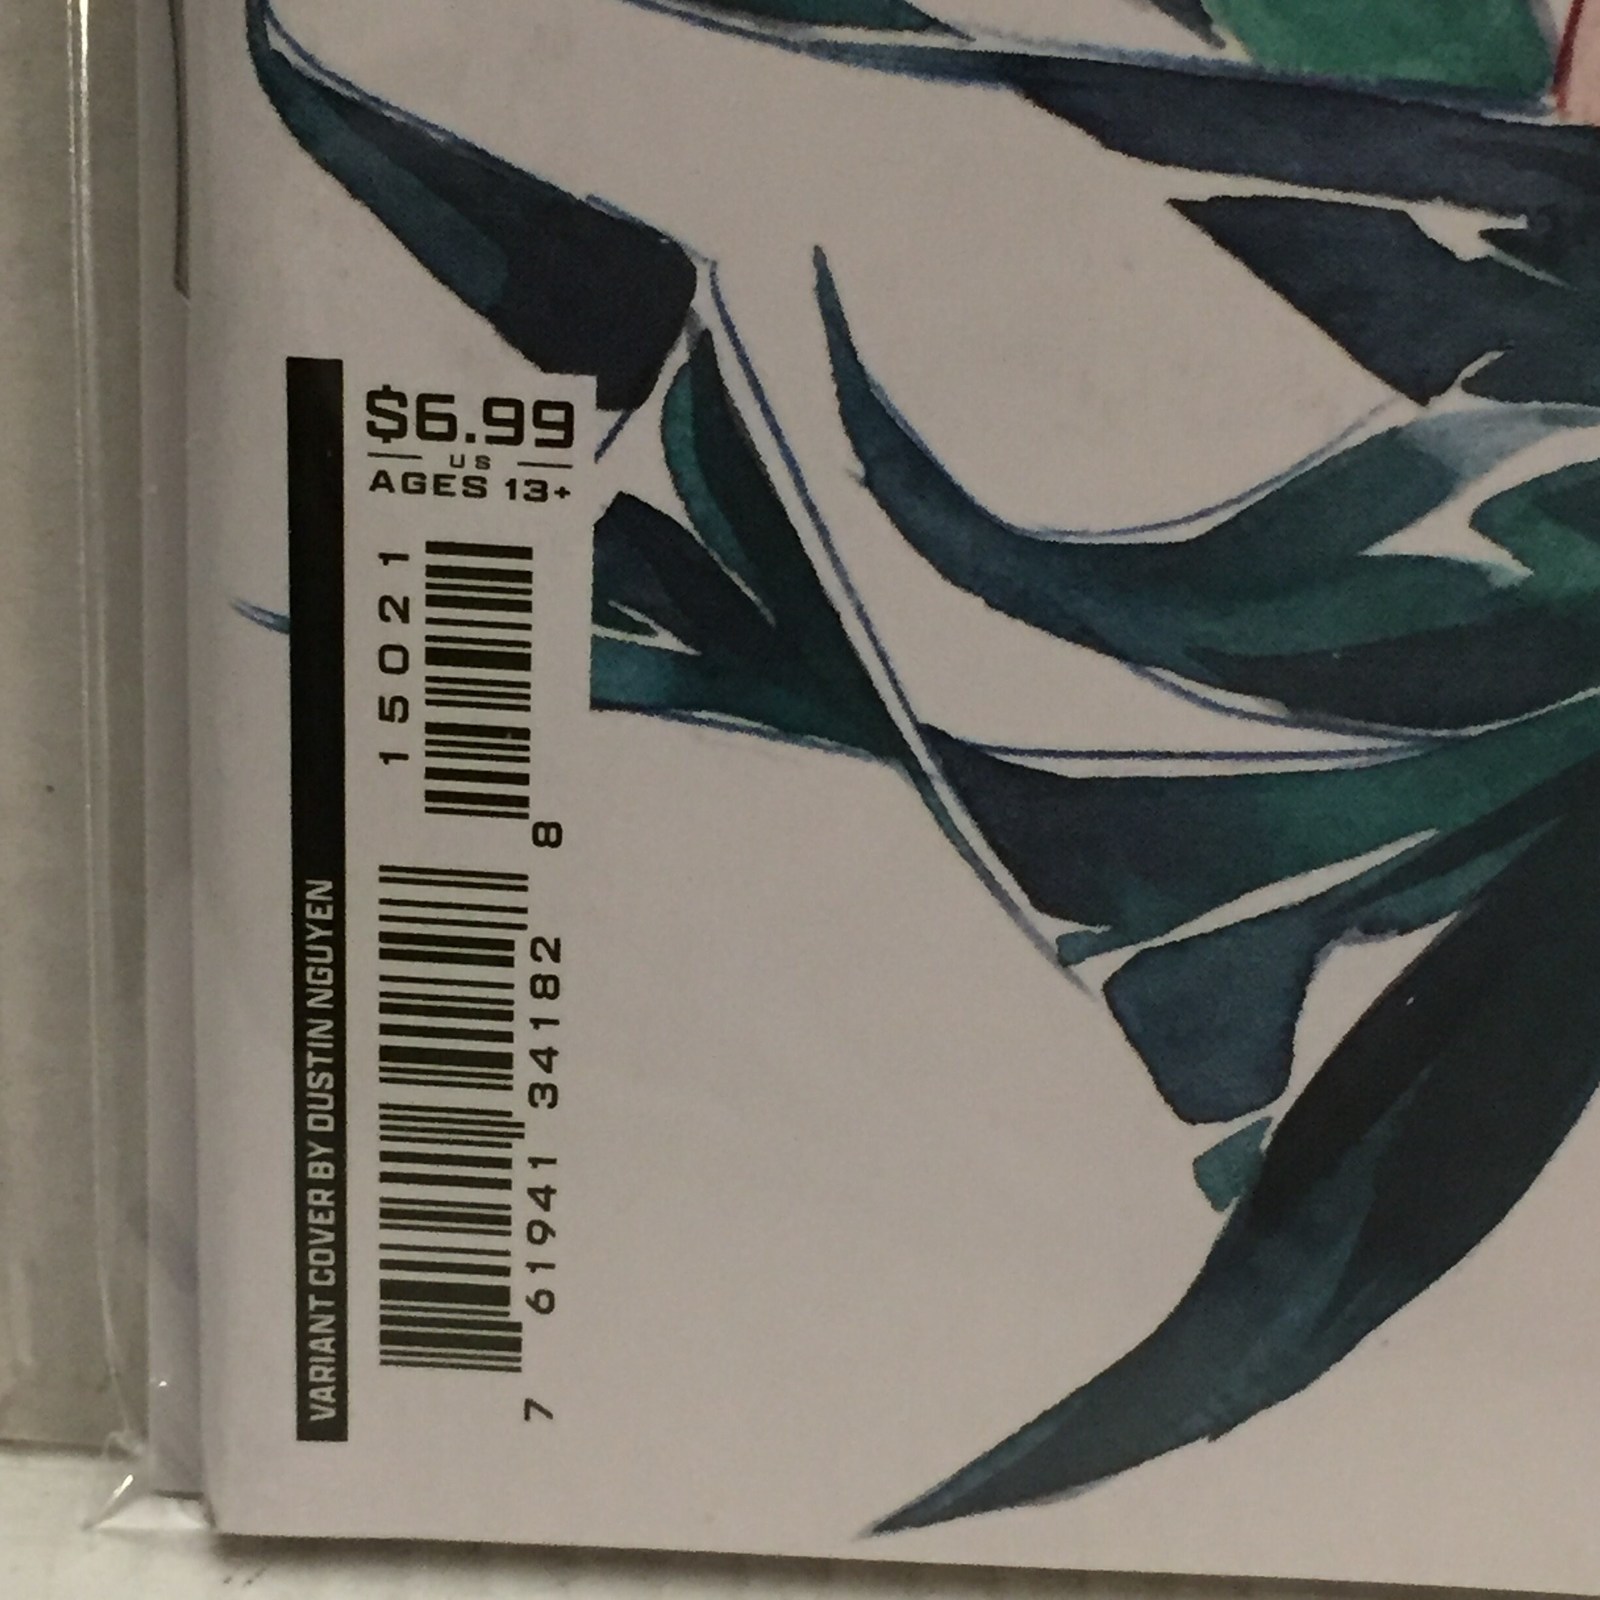 $6.99
US
AGES 13+
15021
7 61941 34182 8
VARIANT COVER BY DUSTIN NGUYEN